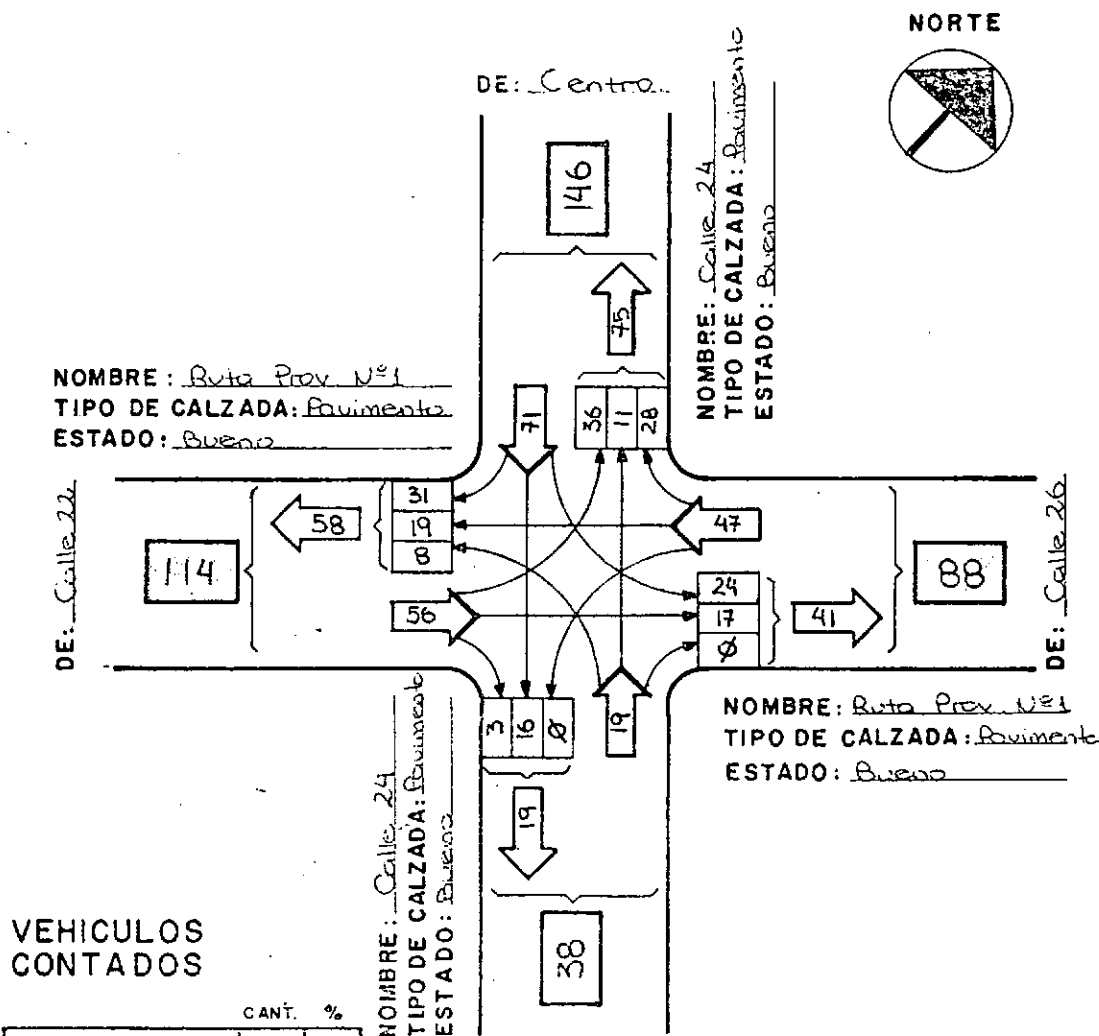 NORTE
DE: Centro
146
NOMBRE: Calle 24
TIPO DE CALZADA: Pavimento
ESTADO: Bueno
75
NOMBRE: Ruta Prov. Nº1
TIPO DE CALZADA: Pavimento
ESTADO: Bueno
71
36 11 28
DE: Calle 22
114
58
31
19
8
47
56
24
17
Ø
41
88
DE: Calle 26
3 16 Ø
19
19
38
NOMBRE: Calle 24
TIPO DE CALZADA: Pavimento
ESTADO: Bueno
NOMBRE: Ruta Prov. Nº1
TIPO DE CALZADA: Pavimento
ESTADO: Bueno
VEHICULOS
CONTADOS
CANT. %